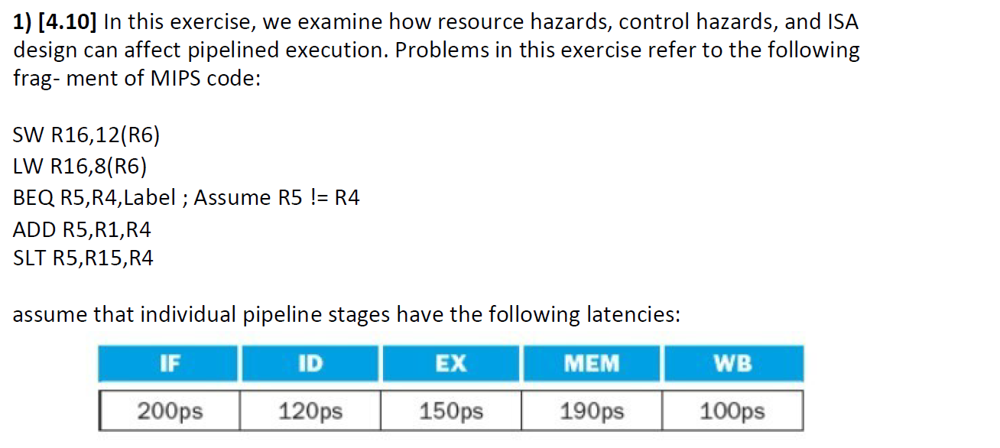 1) [4.10] In this exercise, we examine how resource hazards, control hazards, and ISA
design can affect pipelined execution. Problems in this exercise refer to the following
frag- ment of MIPS code:
SW R16,12(R6)
LW R16,8(R6)
BEQ R5,R4,Label ; Assume R5 != R4
ADD R5,R1,R4
SLT R5,R15,R4
assume that individual pipeline stages have the following latencies:
IF ID EX MEM WB
200ps 120ps 150ps 190ps 100ps